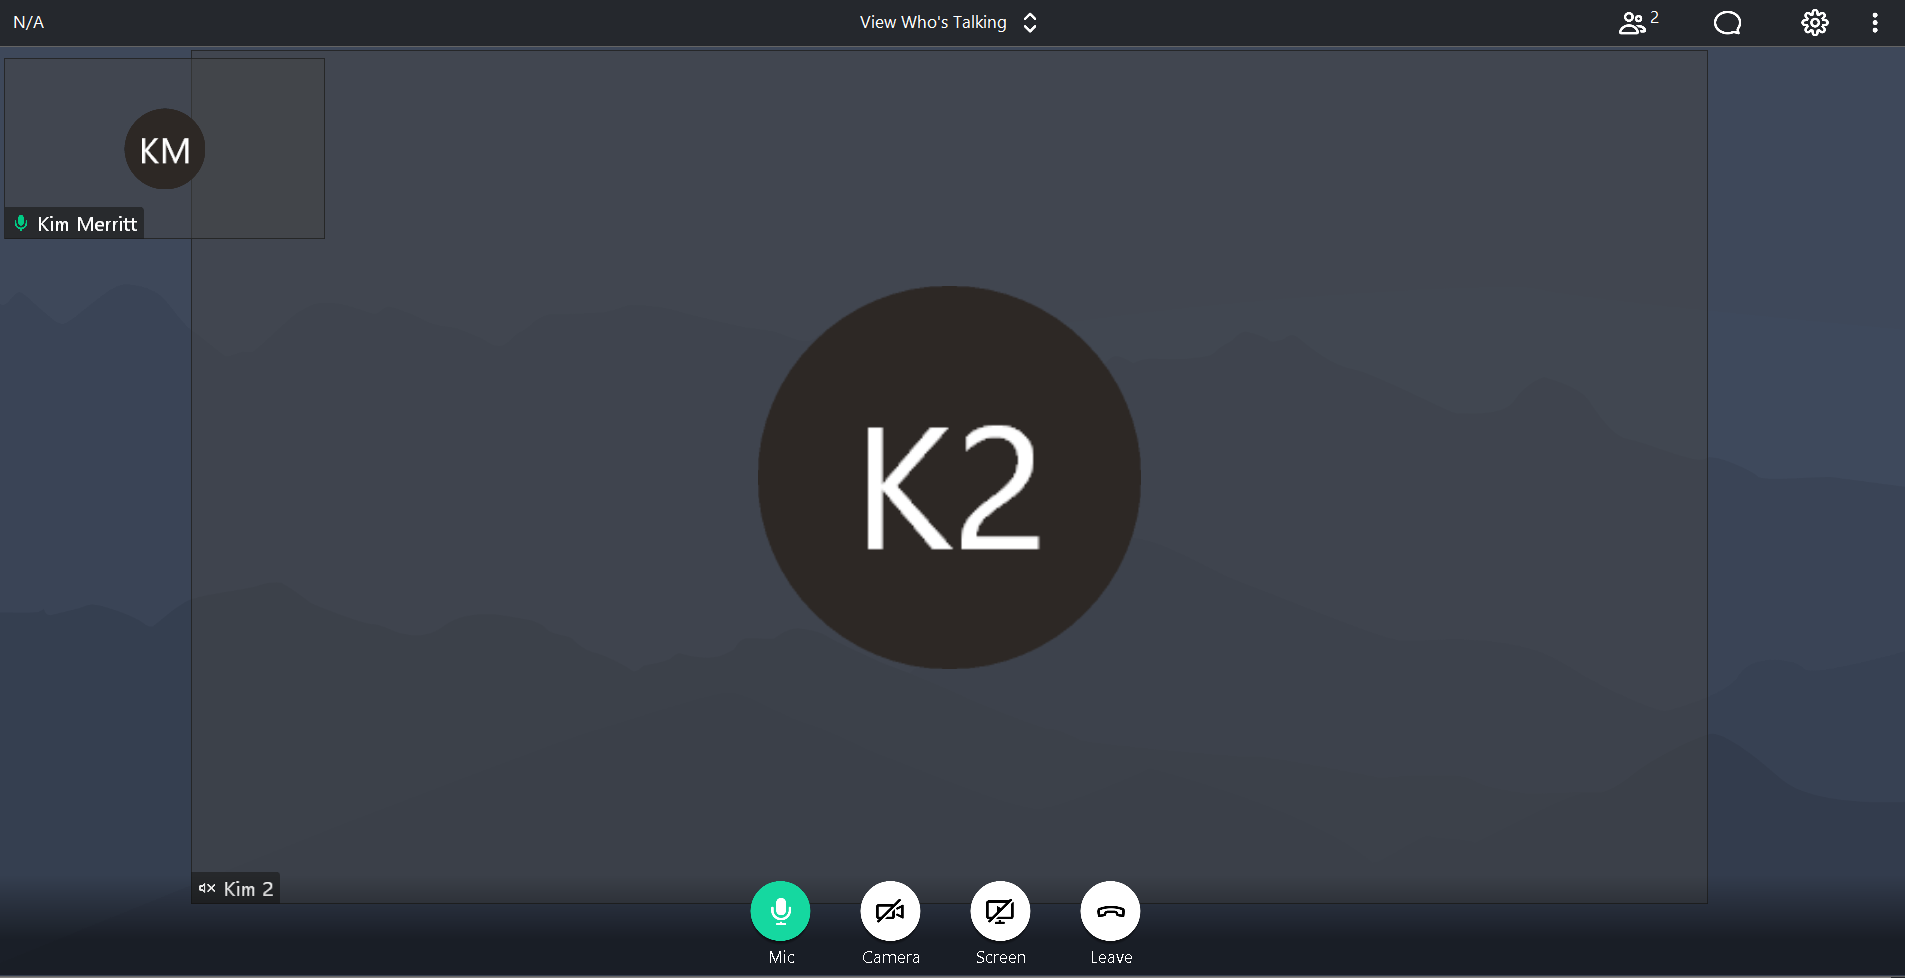 N/A
View Who's Talking
2
KM
Kim Merritt
K2
Kim 2
Mic
Camera
Screen
Leave